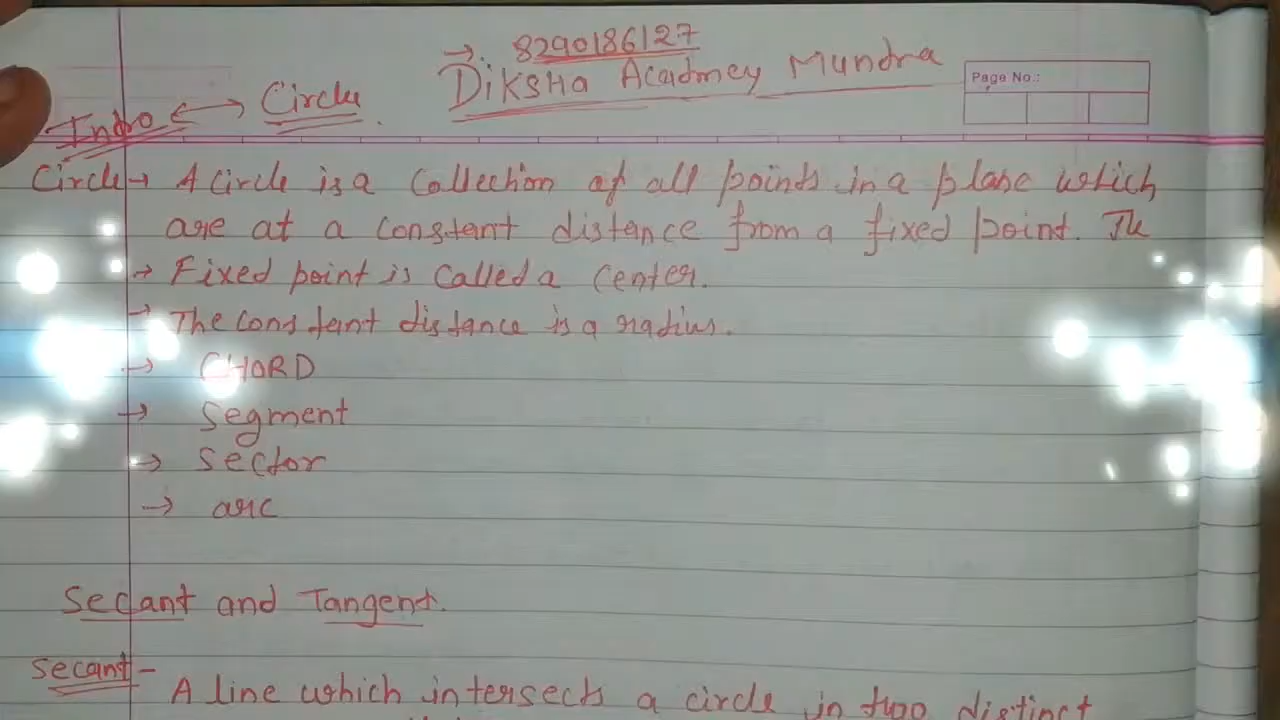 → 8290186127
Diksha Acadmey Mundra
Page No.:
Intro ↔ Circle.
Circle → A Circle is a Collection of all points in a plane which
are at a constant distance from a fixed point. The
→ Fixed point is Called a Center.
→ The constant distance is a radius.
→ CHORD
→ Segment
→ Sector
→ arc
Secant and Tangent.
Secant -
A line which intersects a circle in two distinct